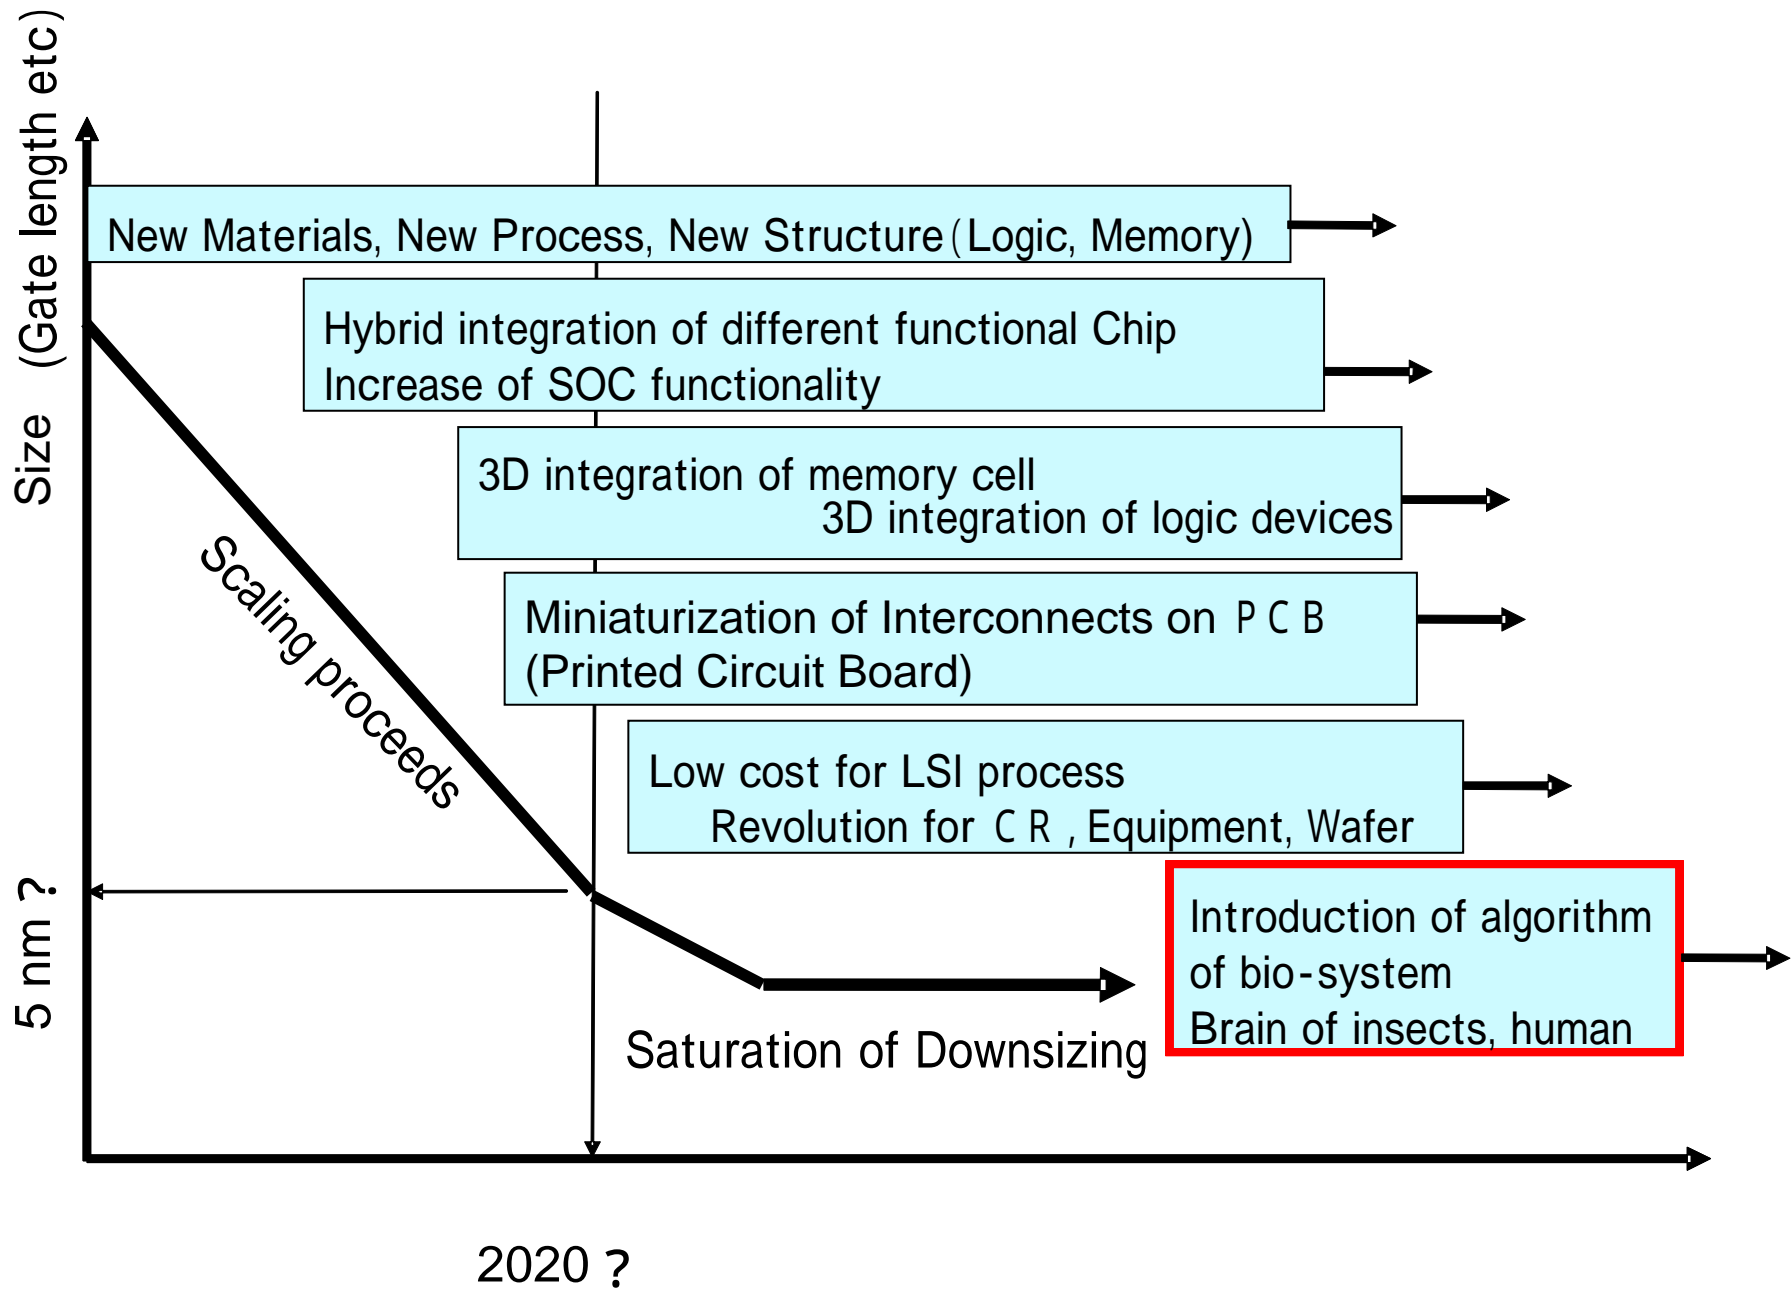 Size (Gate length etc)
New Materials, New Process, New Structure(Logic, Memory)
Hybrid integration of different functional Chip
Increase of SOC functionality
3D integration of memory cell
3D integration of logic devices
Scaling proceeds
Miniaturization of Interconnects on PCB
(Printed Circuit Board)
Low cost for LSI process
Revolution for CR, Equipment, Wafer
5 nm ?
Introduction of algorithm
of bio-system
Brain of insects, human
Saturation of Downsizing
2020 ?